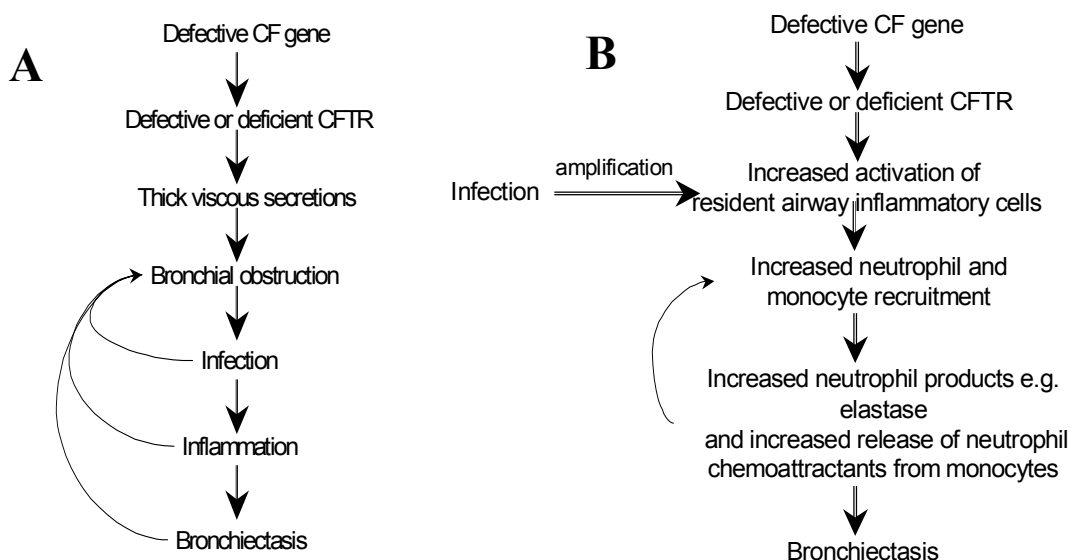 A
Defective CF gene
Defective or deficient CFTR
Thick viscous secretions
Bronchial obstruction
Infection
Inflammation
Bronchiectasis
B
Defective CF gene
Defective or deficient CFTR
Infection
amplification
Increased activation of
resident airway inflammatory cells
Increased neutrophil and
monocyte recruitment
Increased neutrophil products e.g.
elastase
and increased release of neutrophil
chemoattractants from monocytes
Bronchiectasis